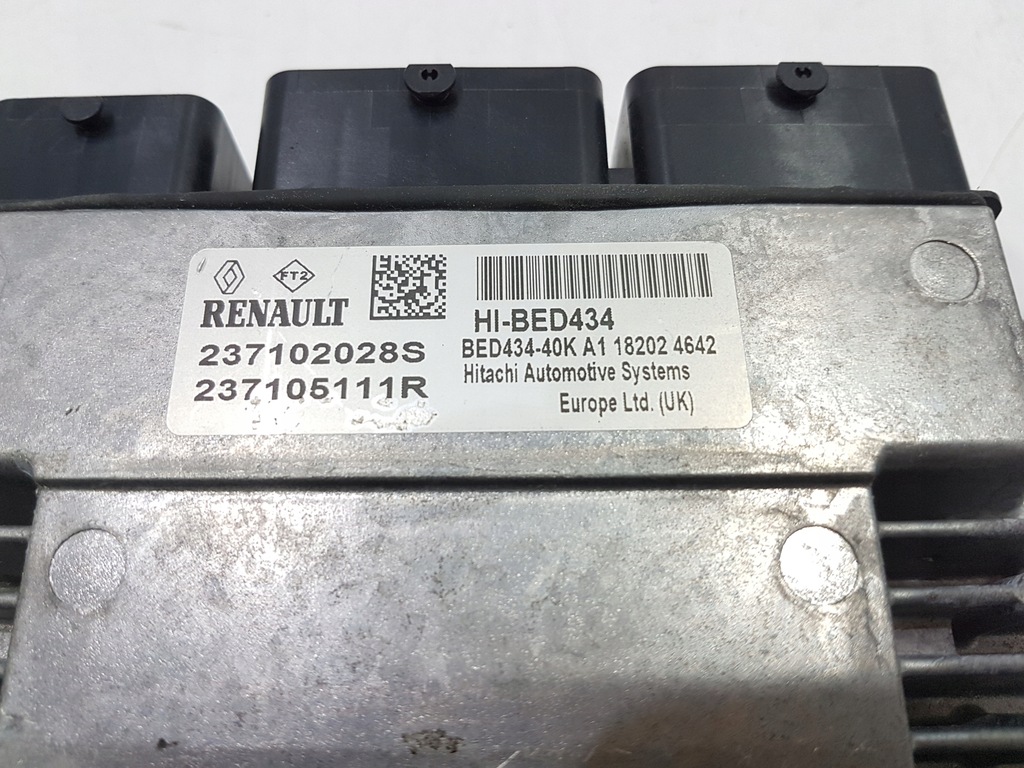 FT2
RENAULT
237102028S
237105111R
HI-BED434
BED434-40K A1 18202 4642
Hitachi Automotive Systems
Europe Ltd. (UK)